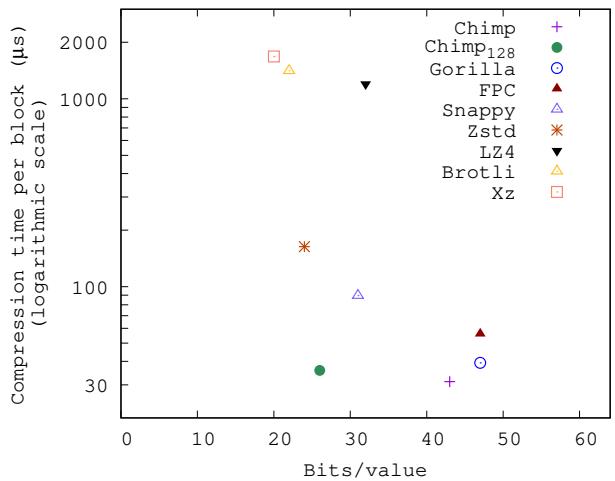 Compression time per block (µs)
(logarithmic scale)
2000
1000
100
30
Chimp
Chimp128
Gorilla
FPC
Snappy
Zstd
LZ4
Brotli
Xz
0 10 20 30 40 50 60
Bits/value